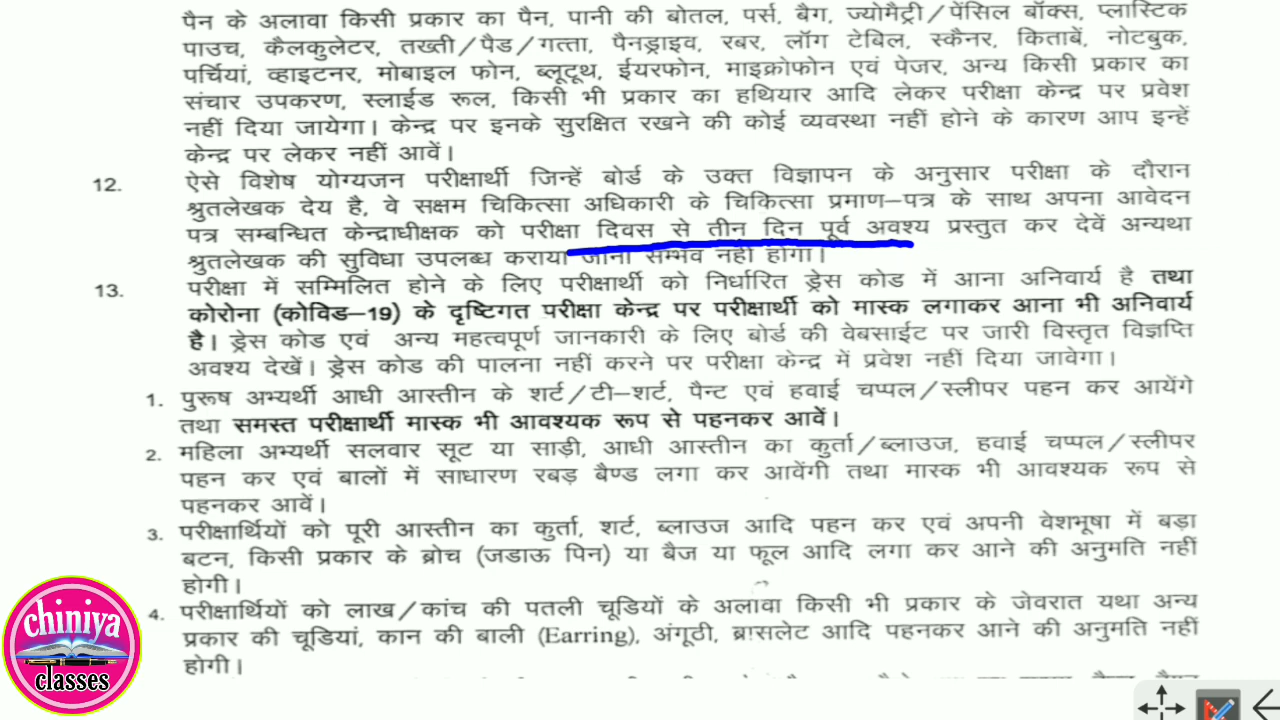 पैन के अलावा किसी प्रकार का पैन, पानी की बोतल, पर्स, बैग, ज्योमैट्री/पेंसिल बॉक्स, प्लास्टिक
पाउच, कैलकुलेटर, तख्ती/पैड/गत्ता, पैनड्राइव, रबर, लॉग टेबिल, स्कैनर, किताबें, नोटबुक,
पर्चियां, व्हाइटनर, मोबाइल फोन, ब्लूटूथ, ईयरफोन, माइक्रोफोन एवं पेजर, अन्य किसी प्रकार का
संचार उपकरण, स्लाईड रूल, किसी भी प्रकार का हथियार आदि लेकर परीक्षा केन्द्र पर प्रवेश
नहीं दिया जायेगा। केन्द्र पर इनके सुरक्षित रखने की कोई व्यवस्था नहीं होने के कारण आप इन्हें
केन्द्र पर लेकर नहीं आवें।
12. ऐसे विशेष योग्यजन परीक्षार्थी जिन्हें बोर्ड के उक्त विज्ञापन के अनुसार परीक्षा के दौरान
श्रुतलेखक देय है, वे सक्षम चिकित्सा अधिकारी के चिकित्सा प्रमाण–पत्र के साथ अपना आवेदन
पत्र सम्बन्धित केन्द्राधीक्षक को परीक्षा दिवस से तीन दिन पूर्व अवश्य प्रस्तुत कर देवें अन्यथा
श्रुतलेखक की सुविधा उपलब्ध कराया जाना सम्भव नहीं होगा।
13. परीक्षा में सम्मिलित होने के लिए परीक्षार्थी को निर्धारित ड्रेस कोड में आना अनिवार्य है तथा
कोरोना (कोविड–19) के दृष्टिगत परीक्षा केन्द्र पर परीक्षार्थी को मास्क लगाकर आना भी अनिवार्य
है। ड्रेस कोड एवं अन्य महत्वपूर्ण जानकारी के लिए बोर्ड की वेबसाईट पर जारी विस्तृत विज्ञप्ति
अवश्य देखें। ड्रेस कोड की पालना नहीं करने पर परीक्षा केन्द्र में प्रवेश नहीं दिया जावेगा।
1. पुरूष अभ्यर्थी आधी आस्तीन के शर्ट/टी–शर्ट, पैन्ट एवं हवाई चप्पल/स्लीपर पहन कर आयेंगे
तथा समस्त परीक्षार्थी मास्क भी आवश्यक रूप से पहनकर आवें।
2. महिला अभ्यर्थी सलवार सूट या साड़ी, आधी आस्तीन का कुर्ता/ब्लाउज, हवाई चप्पल/स्लीपर
पहन कर एवं बालों में साधारण रबड़ बैण्ड लगा कर आवेंगी तथा मास्क भी आवश्यक रूप से
पहनकर आवें।
3. परीक्षार्थियों को पूरी आस्तीन का कुर्ता, शर्ट, ब्लाउज आदि पहन कर एवं अपनी वेशभूषा में बड़ा
बटन, किसी प्रकार के ब्रोच (जडाऊ पिन) या बैज या फूल आदि लगा कर आने की अनुमति नहीं
होगी।
4. परीक्षार्थियों को लाख/कांच की पतली चूडियों के अलावा किसी भी प्रकार के जेवरात यथा अन्य
प्रकार की चूडियां, कान की बाली (Earring), अंगूठी, ब्रासलेट आदि पहनकर आने की अनुमति नहीं
होगी।
chiniya
classes